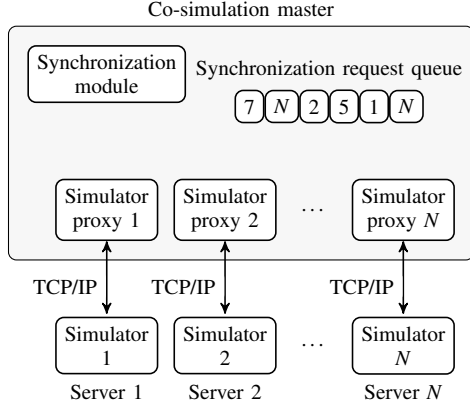 Co-simulation master
Synchronization
module
Synchronization request queue
7 N 2 5 1 N
Simulator
proxy 1
Simulator
proxy 2
...
Simulator
proxy N
TCP/IP
TCP/IP
TCP/IP
Simulator
1
Simulator
2
...
Simulator
N
Server 1
Server 2
Server N